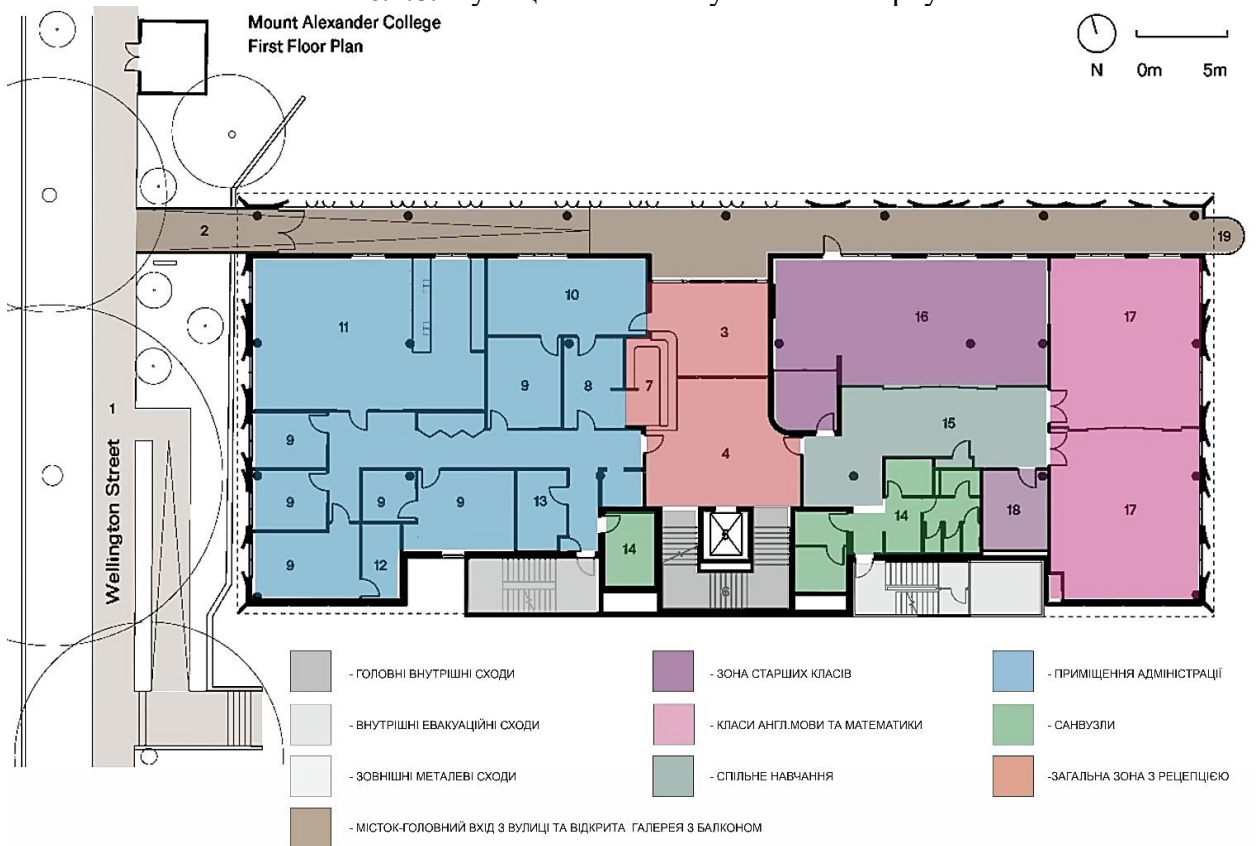 Mount Alexander College
First Floor Plan
N 0m 5m
2
19
10
11
3
16
17
9
8
7
1
15
9
4
9
9
9
13
18
17
14
5
14
9
12
6
Wellington Street
- ГОЛОВНІ ВНУТРІШНІ СХОДИ
- ЗОНА СТАРШИХ КЛАСІВ
- ПРИМІЩЕННЯ АДМІНІСТРАЦІЇ
- ВНУТРІШНІ ЕВАКУАЦІЙНІ СХОДИ
- КЛАСИ АНГЛ.МОВИ ТА МАТЕМАТИКИ
- САНВУЗЛИ
- ЗОВНІШНІ МЕТАЛЕВІ СХОДИ
- СПІЛЬНЕ НАВЧАННЯ
-ЗАГАЛЬНА ЗОНА З РЕЦЕПЦІЄЮ
- МІСТОК-ГОЛОВНИЙ ВХІД З ВУЛИЦІ ТА ВІДКРИТА ГАЛЕРЕЯ З БАЛКОНОМ